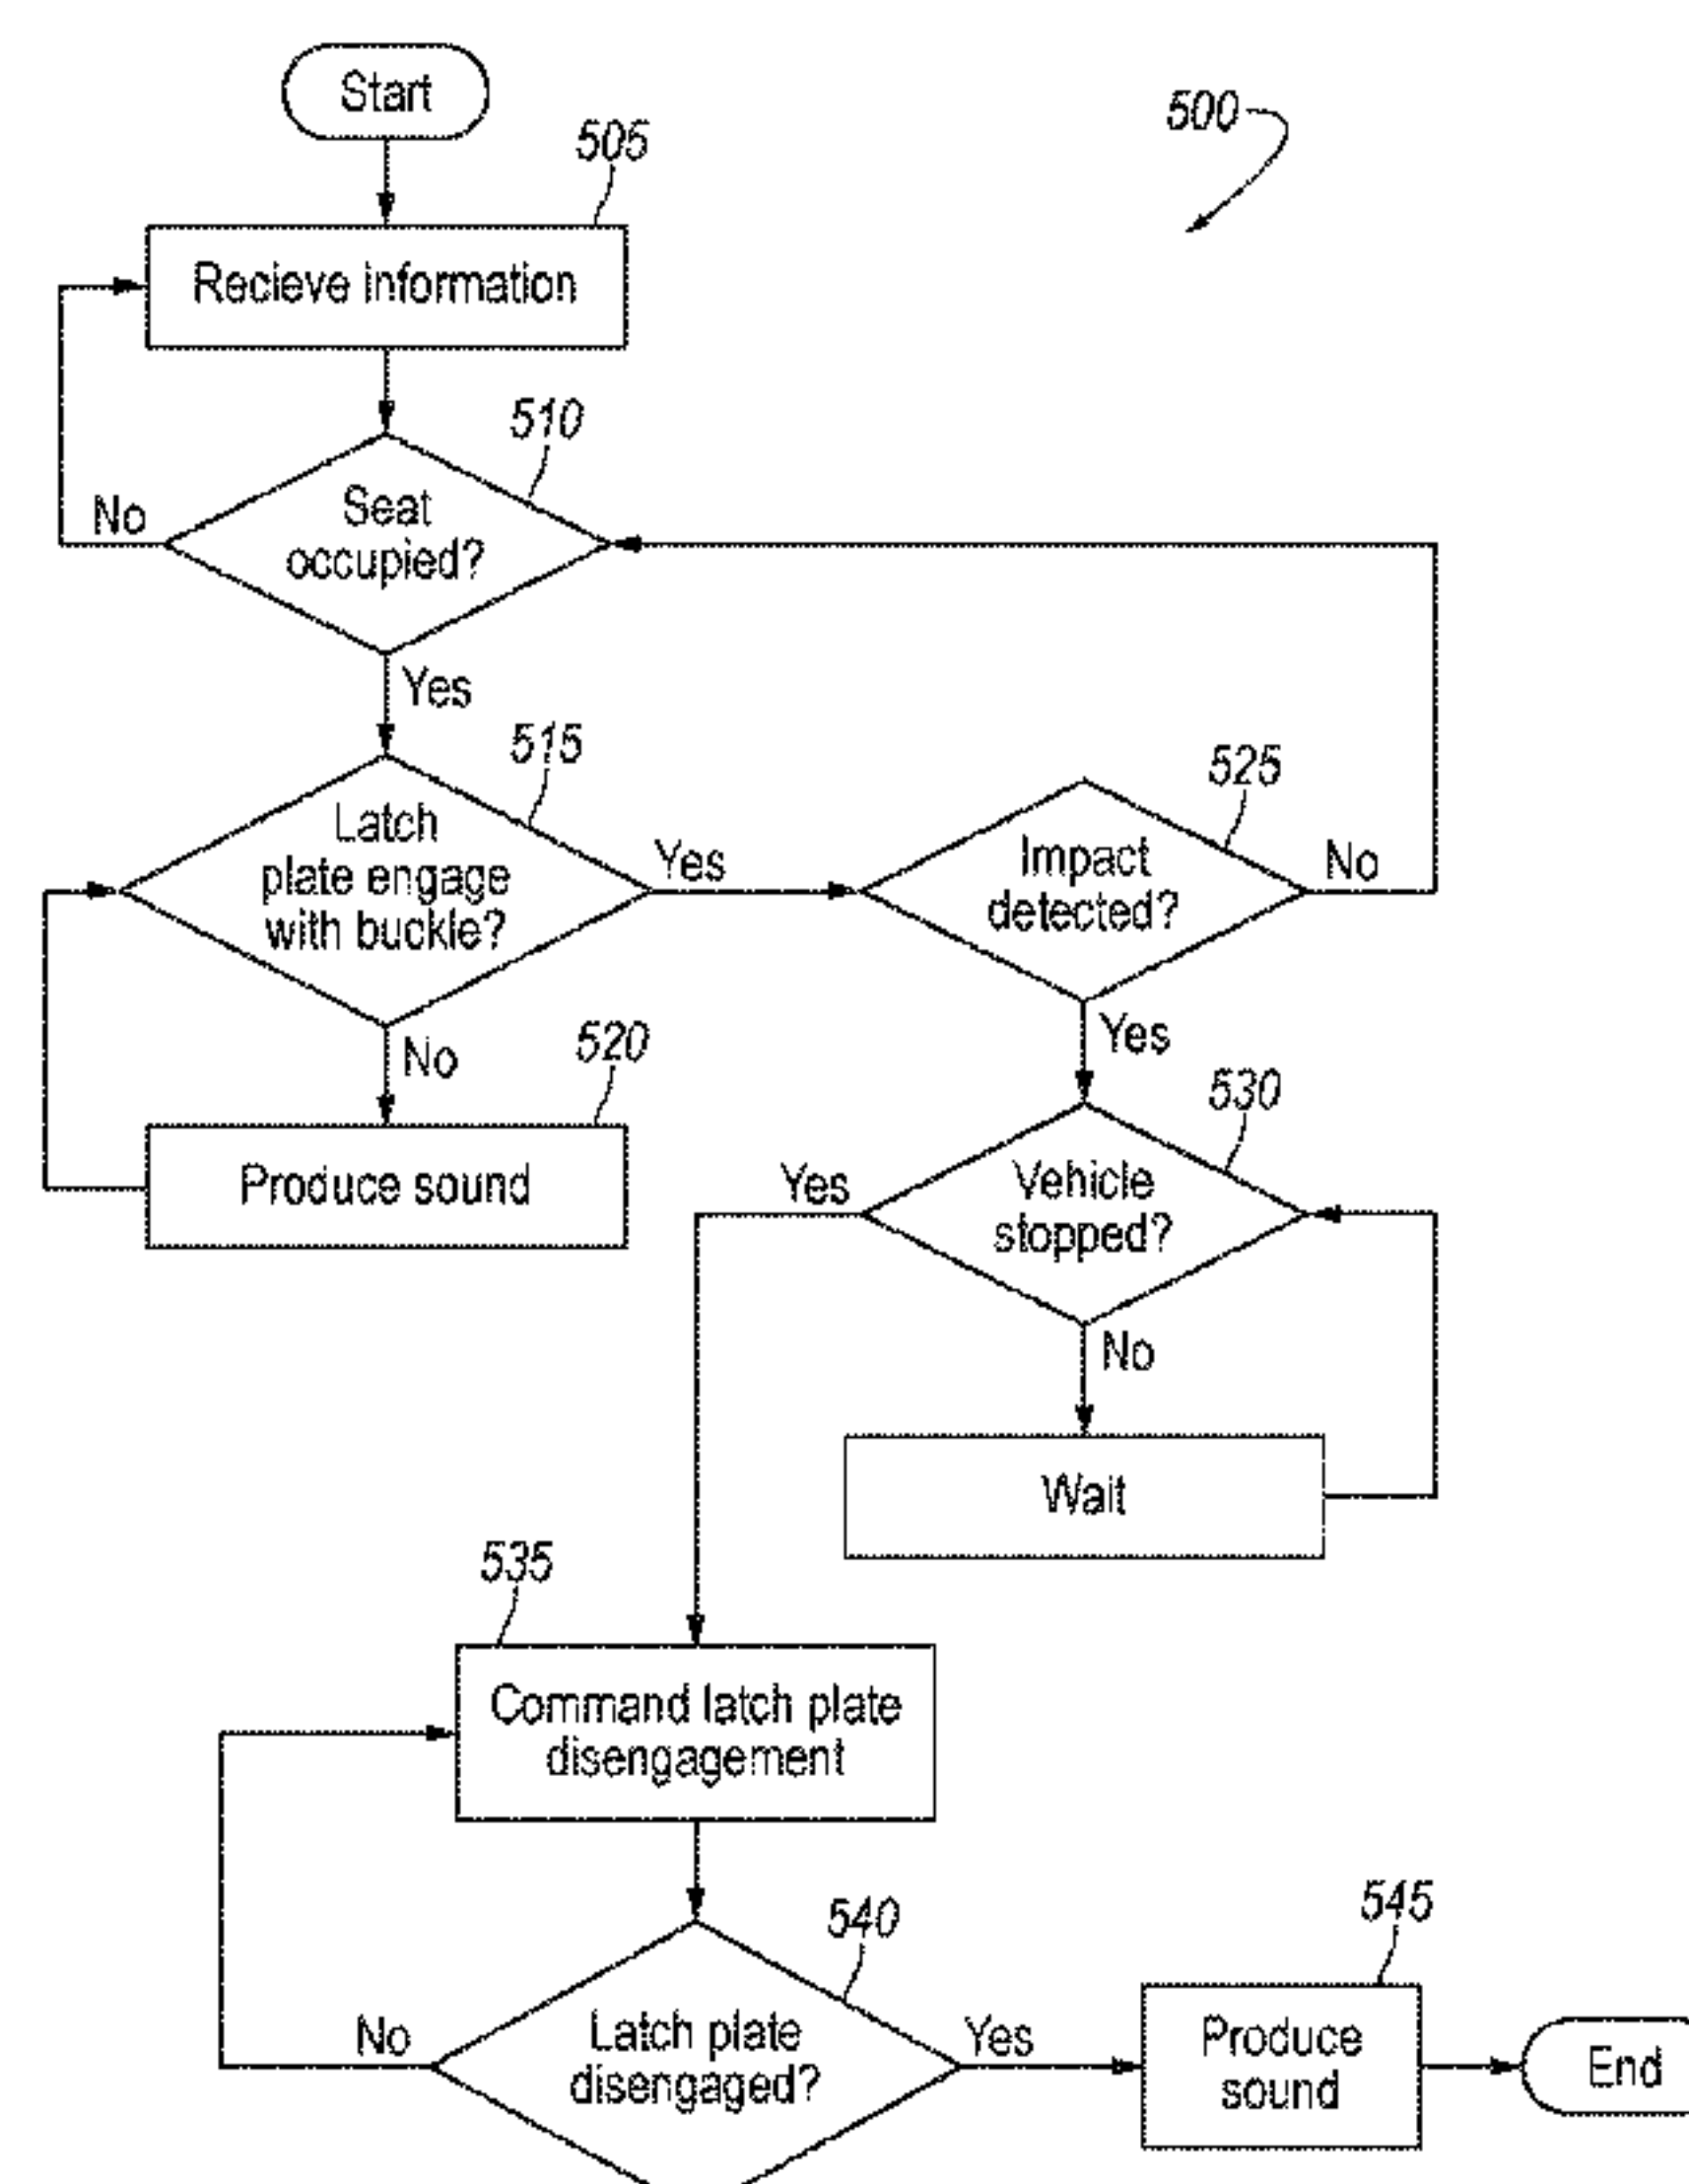 Start
500
505
Recieve information
510
Seat
occupied?
No
Yes
515
Latch
plate engage
with buckle?
Yes
525
Impact
detected?
No
No
Yes
520
Produce sound
530
Vehicle
stopped?
Yes
No
Wait
535
Command latch plate
disengagement
540
Latch plate
disengaged?
No
Yes
545
Produce
sound
End